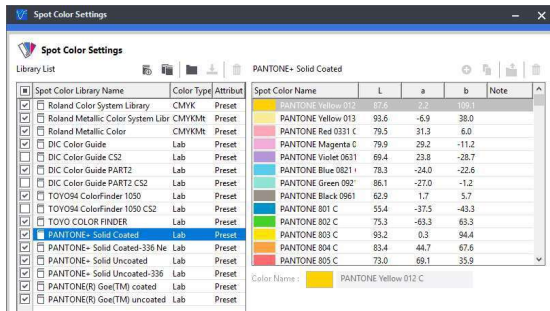 Spot Color Settings
Spot Color Settings
Library List
PANTONE+ Solid Coated
Spot Color Library Name Color Type Attribut
Roland Color System Library CMYK Preset
Roland Metallic Color System Libr CMYKMt Preset
Roland Metallic Color CMYKMt Preset
DIC Color Guide Lab Preset
DIC Color Guide CS2 Lab Preset
DIC Color Guide PART2 Lab Preset
DIC Color Guide PART2 CS2 Lab Preset
TOYO94 ColorFinder 1050 Lab Preset
TOYO94 ColorFinder 1050 CS2 Lab Preset
TOYO COLOR FINDER Lab Preset
PANTONE+ Solid Coated Lab Preset
PANTONE+ Solid Coated-336 Ne Lab Preset
PANTONE+ Solid Uncoated Lab Preset
PANTONE+ Solid Uncoated-336 Lab Preset
PANTONE(R) Goe(TM) coated Lab Preset
PANTONE(R) Goe(TM) uncoated Lab Preset
Spot Color Name L a b Note
PANTONE Yellow 012 87.6 2.2 109.1
PANTONE Yellow 013 93.6 -6.9 38.0
PANTONE Red 0331 C 79.5 31.3 6.0
PANTONE Magenta 0 79.9 29.2 -11.2
PANTONE Violet 0631 69.4 23.8 -28.7
PANTONE Blue 0821 78.3 -24.0 -22.6
PANTONE Green 092 86.1 -27.0 -1.2
PANTONE Black 0961 62.9 1.7 5.7
PANTONE 801 C 55.4 -37.5 -43.3
PANTONE 802 C 75.3 -63.3 63.3
PANTONE 803 C 93.2 0.3 94.4
PANTONE 804 C 83.4 44.7 67.6
PANTONE 805 C 73.0 69.1 35.9
Color Name : PANTONE Yellow 012 C